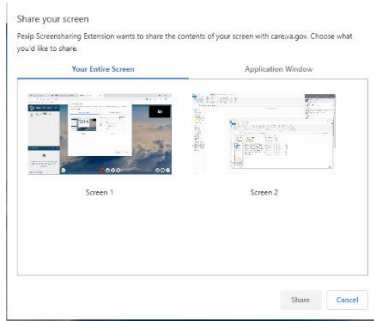 Share your screen
Pexip Screensharing Extension wants to share the contents of your screen with care.va.gov. Choose what
you'd like to share.
Your Entire Screen
Application Window
Screen 1
Screen 2
Share
Cancel